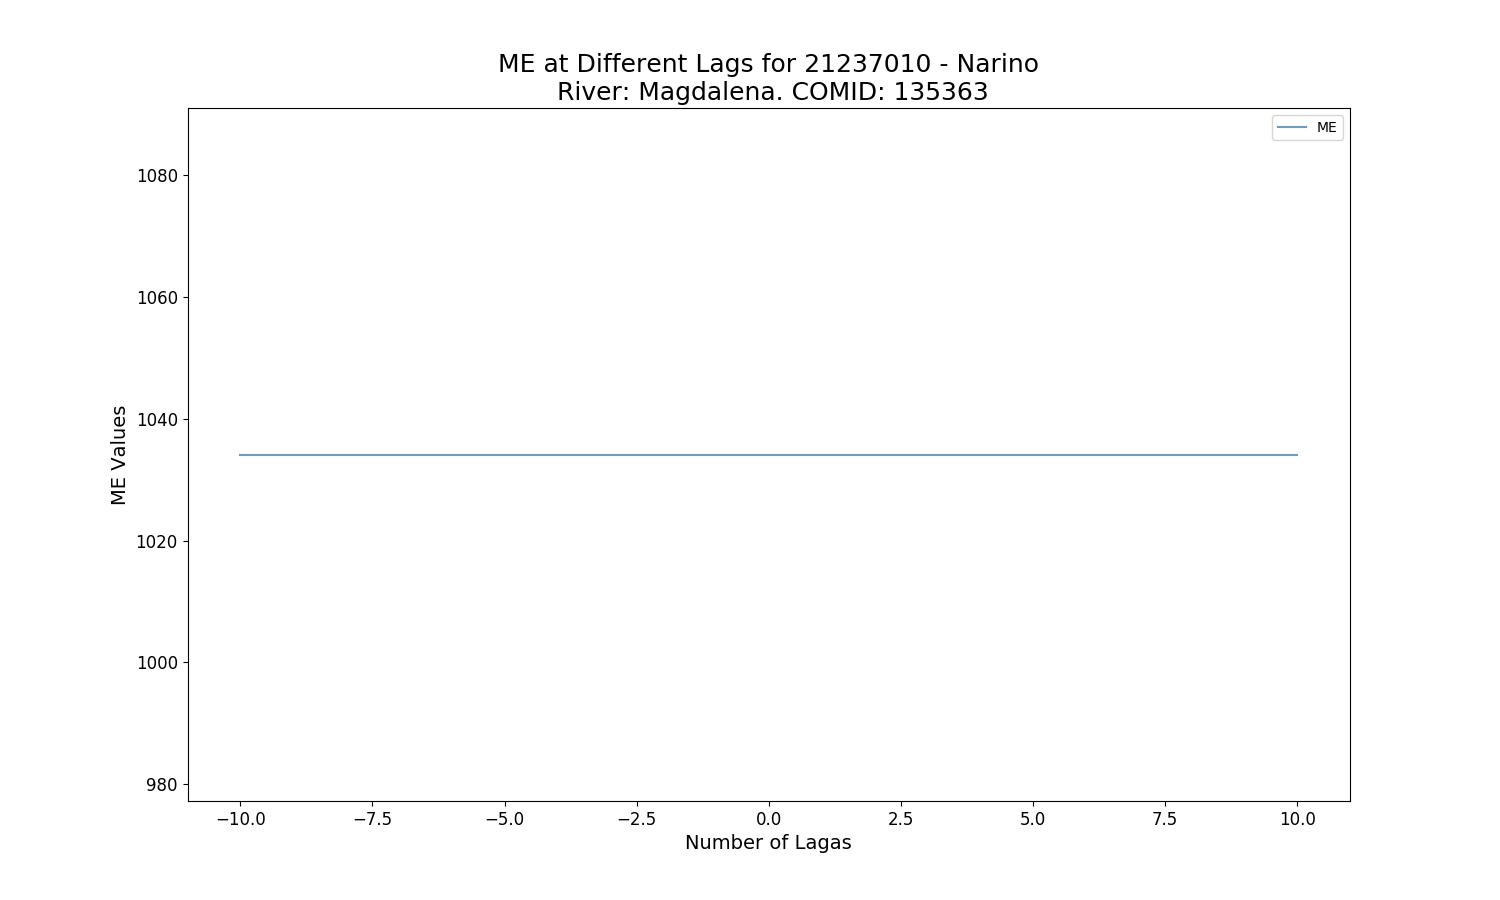 ME at Different Lags for 21237010 - Narino
River: Magdalena. COMID: 135363
ME
1080
1060
1040
1020
1000
980
ME Values
−10.0 −7.5 −5.0 −2.5 0.0 2.5 5.0 7.5 10.0
Number of Lagas